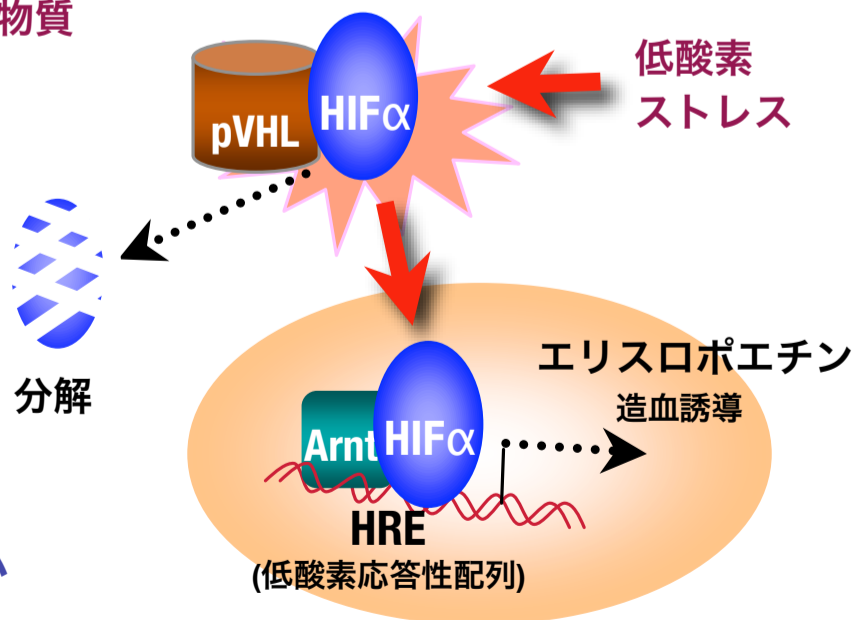 物質
低酸素
ストレス
pVHL
HIFα
分解
エリスロポエチン
造血誘導
Arnt
HIFα
HRE
(低酸素応答性配列)